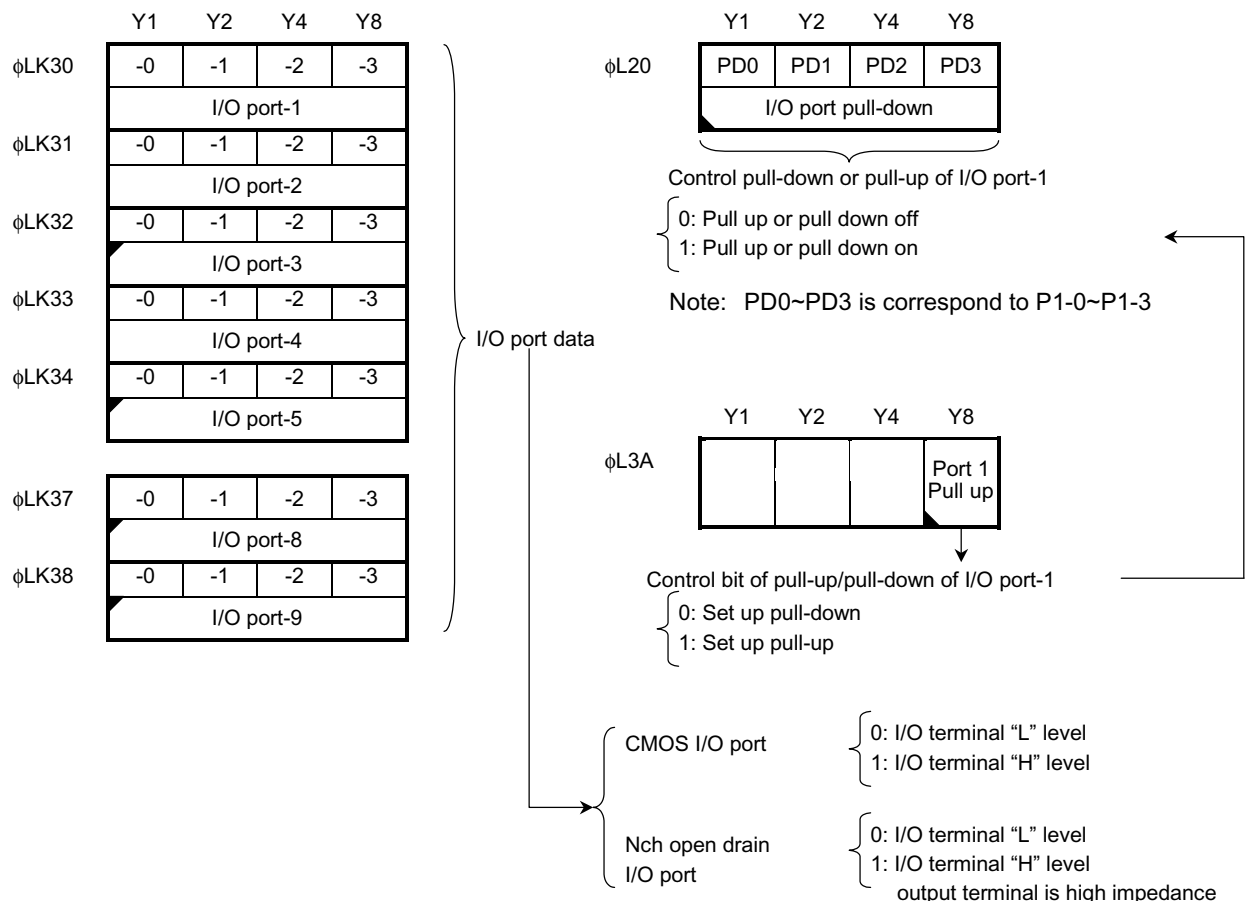 Y1 Y2 Y4 Y8
φLK30 -0 -1 -2 -3
I/O port-1
φLK31 -0 -1 -2 -3
I/O port-2
φLK32 -0 -1 -2 -3
I/O port-3
φLK33 -0 -1 -2 -3
I/O port-4
φLK34 -0 -1 -2 -3
I/O port-5
φLK37 -0 -1 -2 -3
I/O port-8
φLK38 -0 -1 -2 -3
I/O port-9
I/O port data
Y1 Y2 Y4 Y8
φL20 PD0 PD1 PD2 PD3
I/O port pull-down
Control pull-down or pull-up of I/O port-1
0: Pull up or pull down off
1: Pull up or pull down on
Note: PD0~PD3 is correspond to P1-0~P1-3
Y1 Y2 Y4 Y8
φL3A
Port 1
Pull up
Control bit of pull-up/pull-down of I/O port-1
0: Set up pull-down
1: Set up pull-up
CMOS I/O port
0: I/O terminal “L” level
1: I/O terminal “H” level
Nch open drain
I/O port
0: I/O terminal “L” level
1: I/O terminal “H” level
output terminal is high impedance